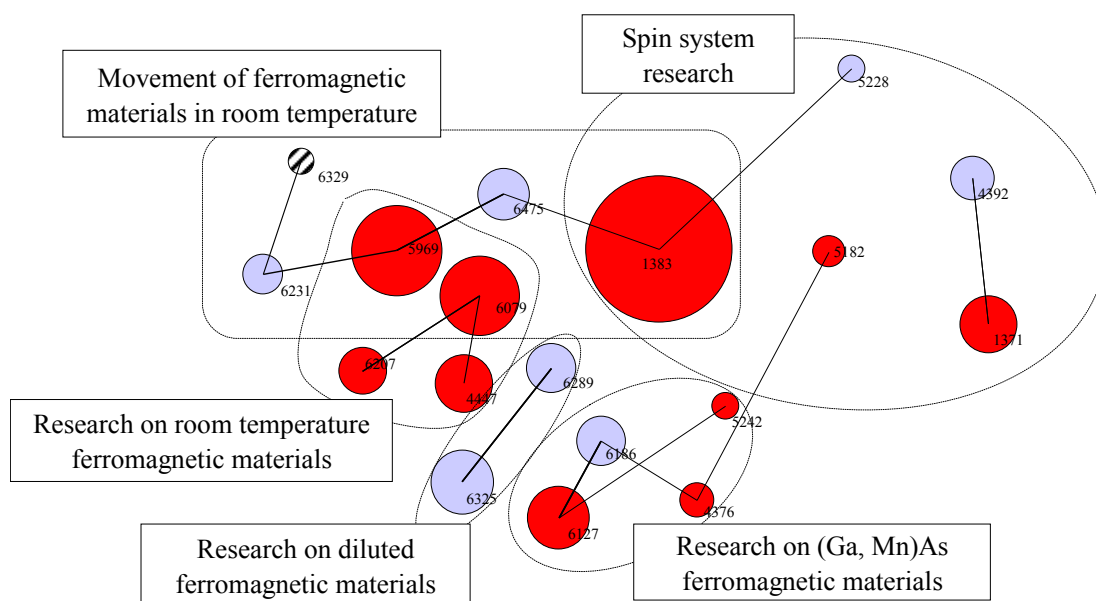 Spin system
research
Movement of ferromagnetic
materials in room temperature
5228
6329
4392
6475
5969
1383
5182
6231
6079
1371
6207
4447
6289
5242
Research on room temperature
ferromagnetic materials
6186
6325
4376
6127
Research on diluted
ferromagnetic materials
Research on (Ga, Mn)As
ferromagnetic materials